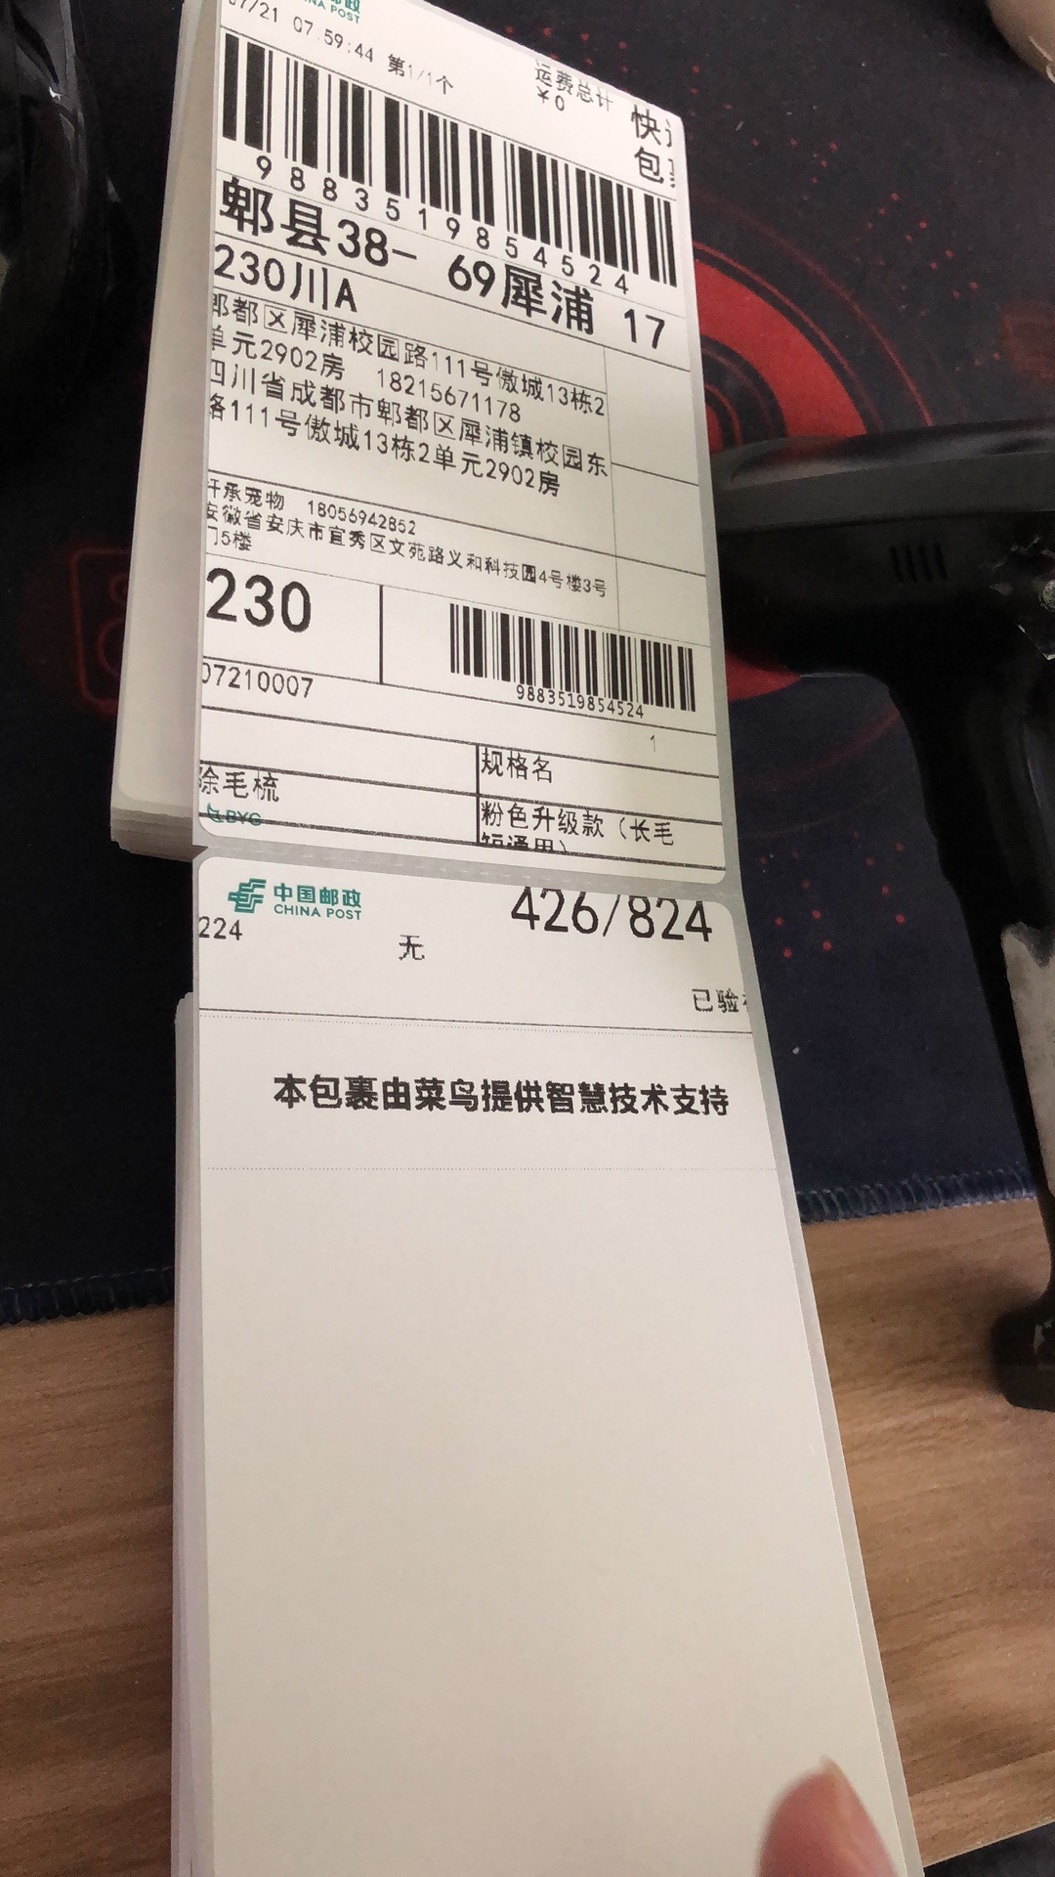 CHINA POST
07/21 07:59:44 第1/1个
运费总计
￥0
快
包
9883519854524
郫县38- 69犀浦 17
230川A
郫都区犀浦校园路111号傲城13栋2
单元2902房 18215671178
四川省成都市郫都区犀浦镇校园东
路111号傲城13栋2单元2902房
承宠物 18056942852
安徽省安庆市宜秀区文苑路义和科技园4号楼3号
门5楼
230
07210007
9883519854524
1
规格名
除毛梳
粉色升级款（长毛
短通用）
BYG
中国邮政
CHINA POST
426/824
224
无
已验
本包裹由菜鸟提供智慧技术支持